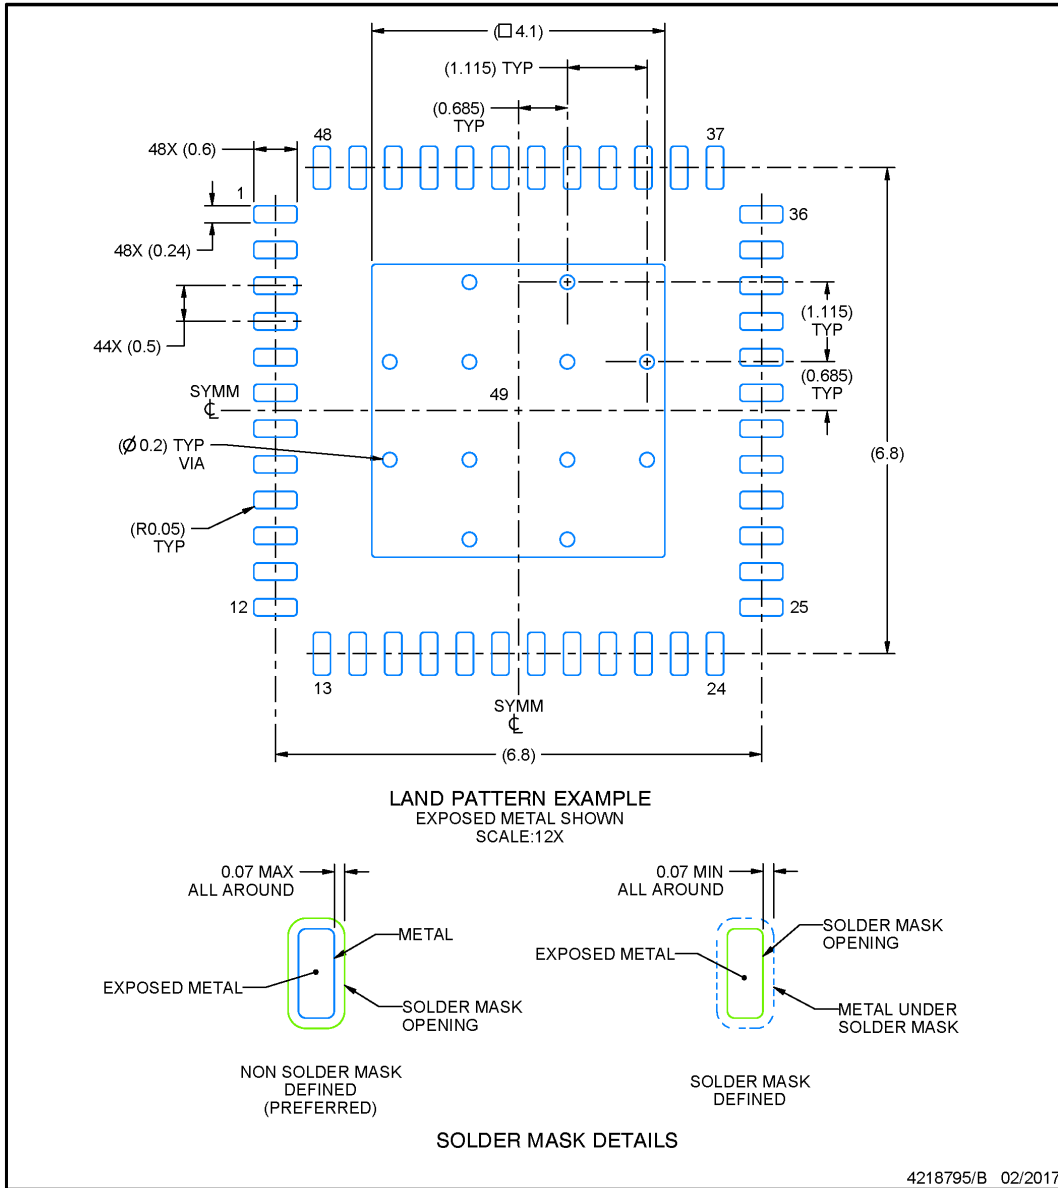 (□ 4.1)
(1.115) TYP
(0.685)
TYP
48
37
48X (0.6)
1
36
48X (0.24)
(1.115)
TYP
44X (0.5)
(0.685)
TYP
SYMM
℄
49
(Ø 0.2) TYP
VIA
(6.8)
(R0.05)
TYP
12
25
13
24
SYMM
℄
(6.8)
LAND PATTERN EXAMPLE
EXPOSED METAL SHOWN
SCALE:12X
0.07 MAX
ALL AROUND
METAL
EXPOSED METAL
SOLDER MASK
OPENING
NON SOLDER MASK
DEFINED
(PREFERRED)
0.07 MIN
ALL AROUND
SOLDER MASK
OPENING
EXPOSED METAL
METAL UNDER
SOLDER MASK
SOLDER MASK
DEFINED
SOLDER MASK DETAILS
4218795/B 02/2017